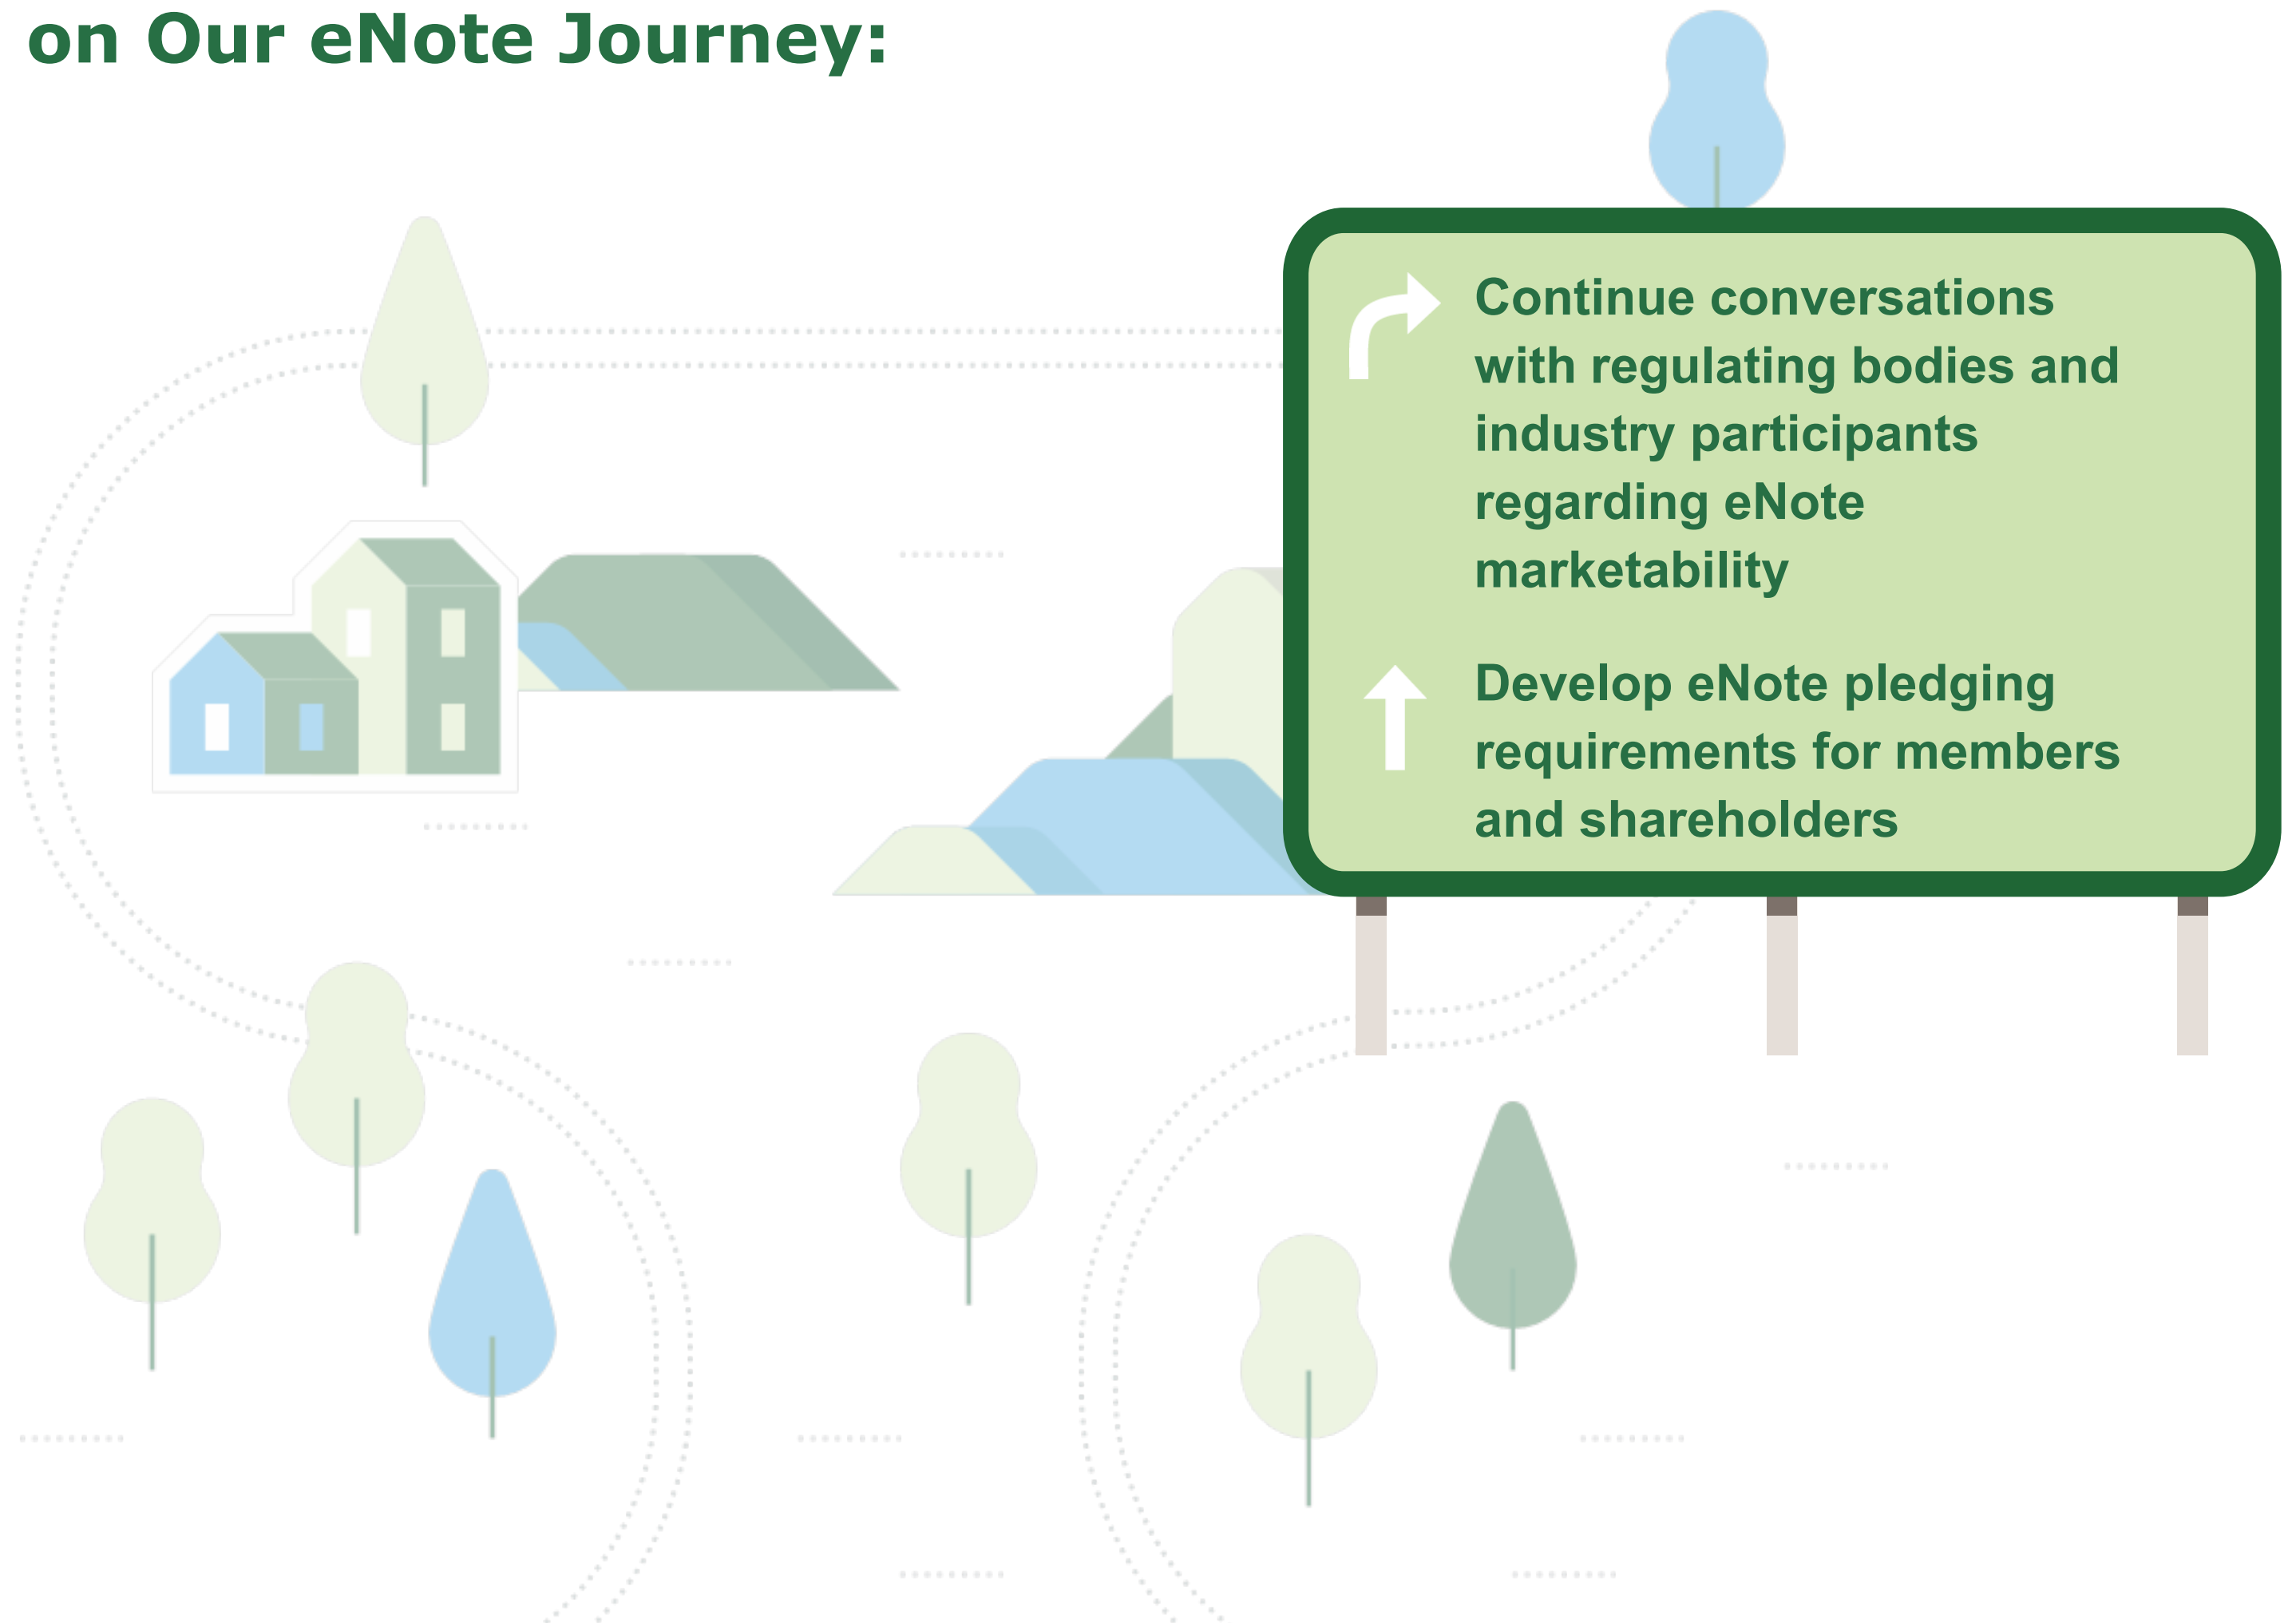 on Our eNote Journey:
Continue conversations
with regulating bodies and
industry participants
regarding eNote
marketability
Develop eNote pledging
requirements for members
and shareholders